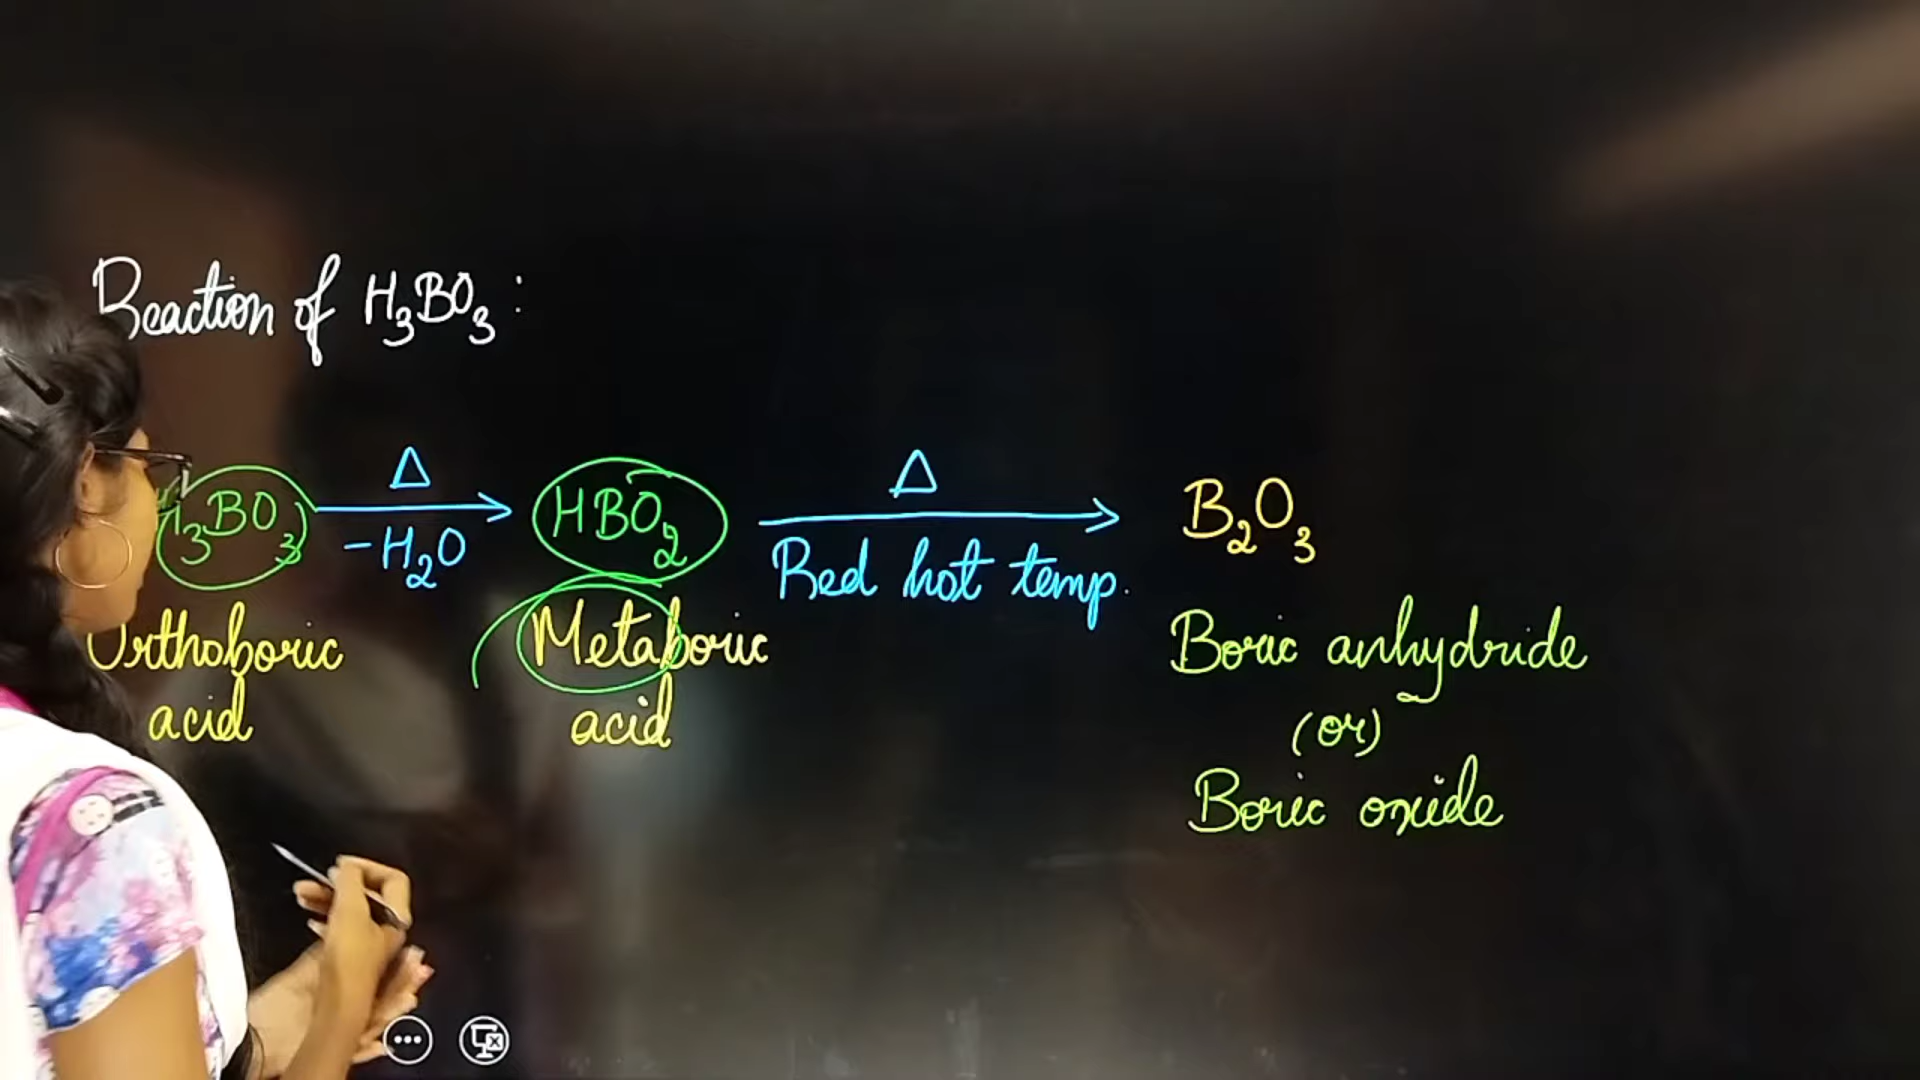 Reaction of H₃BO₃ :
H₃BO₃ —Δ→ HBO₂ —Δ→ B₂O₃
-H₂O Red hot temp.
Orthoboric Metaboric Boric anhydride
acid acid (or)
Boric oxide